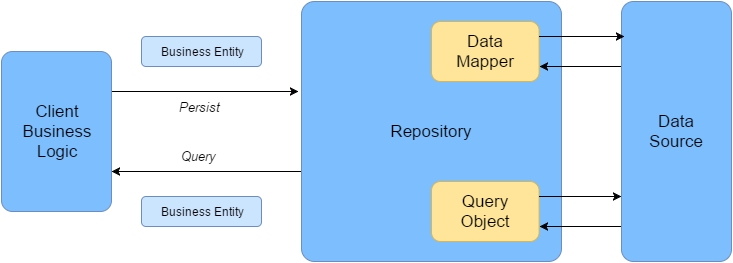 Business Entity
Client
Business
Logic
Persist
Query
Business Entity
Repository
Data
Mapper
Query
Object
Data
Source